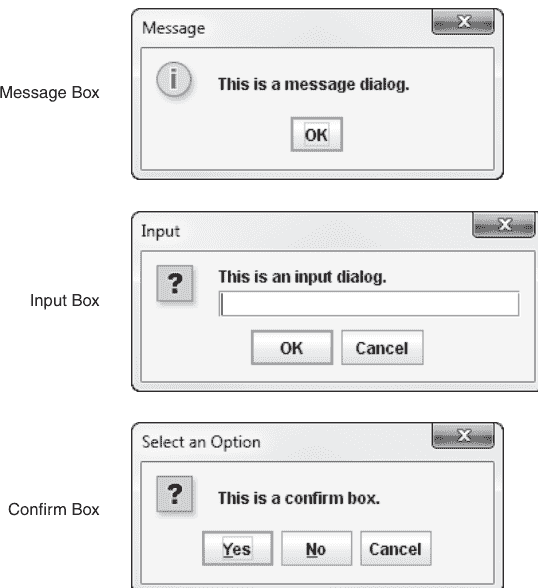 Message
Message Box
i
This is a message dialog.
OK
Input
Input Box
?
This is an input dialog.
OK Cancel
Select an Option
Confirm Box
?
This is a confirm box.
Yes No Cancel